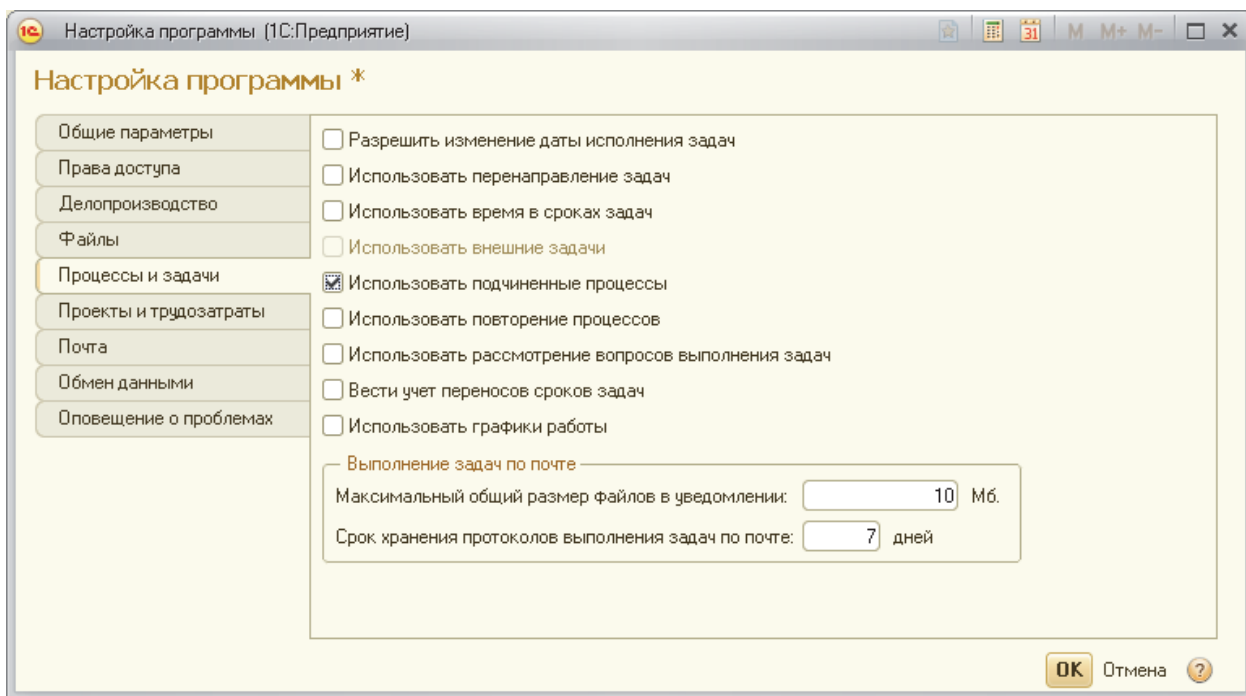 1С Настройка программы (1С:Предприятие) 31 M M+ M-
Настройка программы *
Общие параметры
Права доступа
Делопроизводство
Файлы
Процессы и задачи
Проекты и трудозатраты
Почта
Обмен данными
Оповещение о проблемах
Разрешить изменение даты исполнения задач
Использовать перенаправление задач
Использовать время в сроках задач
Использовать внешние задачи
Использовать подчиненные процессы
Использовать повторение процессов
Использовать рассмотрение вопросов выполнения задач
Вести учет переносов сроков задач
Использовать графики работы
Выполнение задач по почте
Максимальный общий размер файлов в уведомлении: 10 Мб.
Срок хранения протоколов выполнения задач по почте: 7 дней
ОК Отмена ?